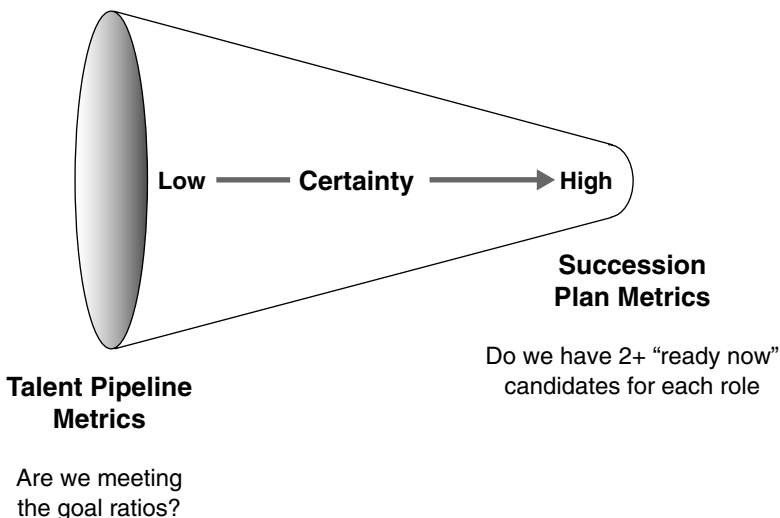 Low Certainty High
Succession
Plan Metrics
Do we have 2+ “ready now”
candidates for each role
Talent Pipeline
Metrics
Are we meeting
the goal ratios?